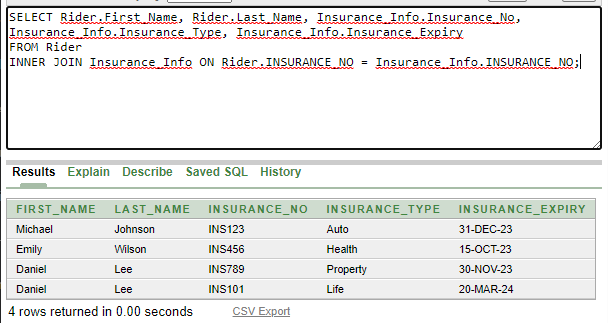 SELECT Rider.First_Name, Rider.Last_Name, Insurance_Info.Insurance_No,
Insurance_Info.Insurance_Type, Insurance_Info.Insurance_Expiry
FROM Rider
INNER JOIN Insurance_Info ON Rider.INSURANCE_NO = Insurance_Info.INSURANCE_NO;
Results Explain Describe Saved SQL History
FIRST_NAME LAST_NAME INSURANCE_NO INSURANCE_TYPE INSURANCE_EXPIRY
Michael Johnson INS123 Auto 31-DEC-23
Emily Wilson INS456 Health 15-OCT-23
Daniel Lee INS789 Property 30-NOV-23
Daniel Lee INS101 Life 20-MAR-24
4 rows returned in 0.00 seconds CSV Export